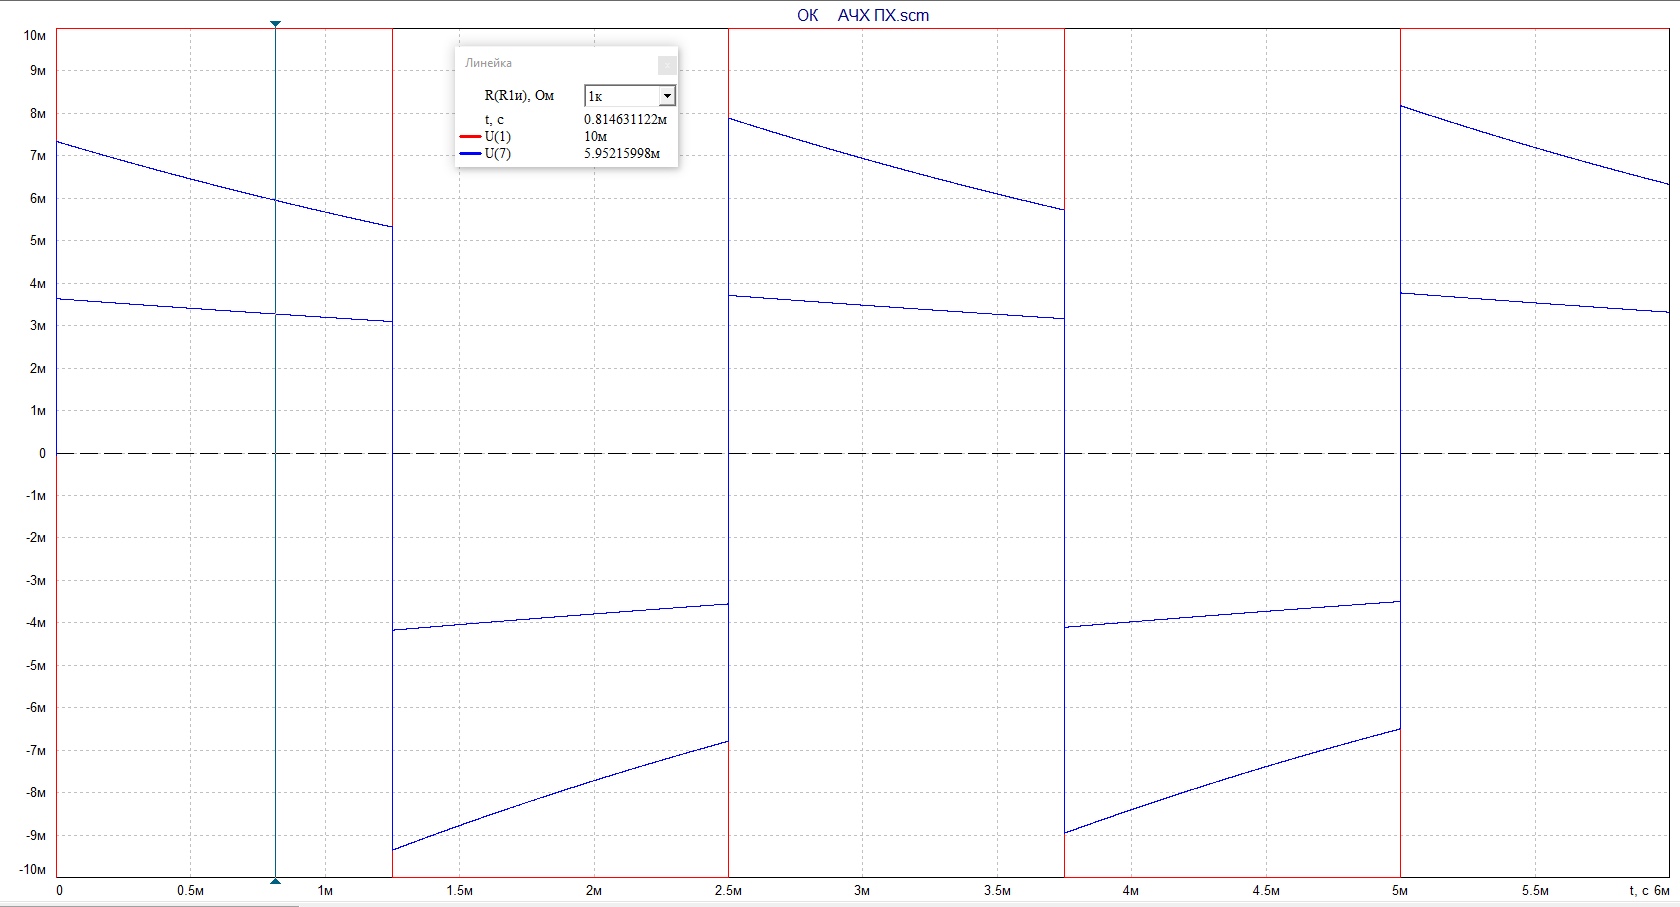 ОК АЧХ ПХ.scm
10м
9м
8м
7м
6м
5м
4м
3м
2м
1м
0
-1м
-2м
-3м
-4м
-5м
-6м
-7м
-8м
-9м
-10м
Линейка
R(R1и), Ом 1к
t, с 0.814631122м
U(1) 10м
U(7) 5.95215998м
0 0.5м 1м 1.5м 2м 2.5м 3м 3.5м 4м 4.5м 5м 5.5м t, с 6м